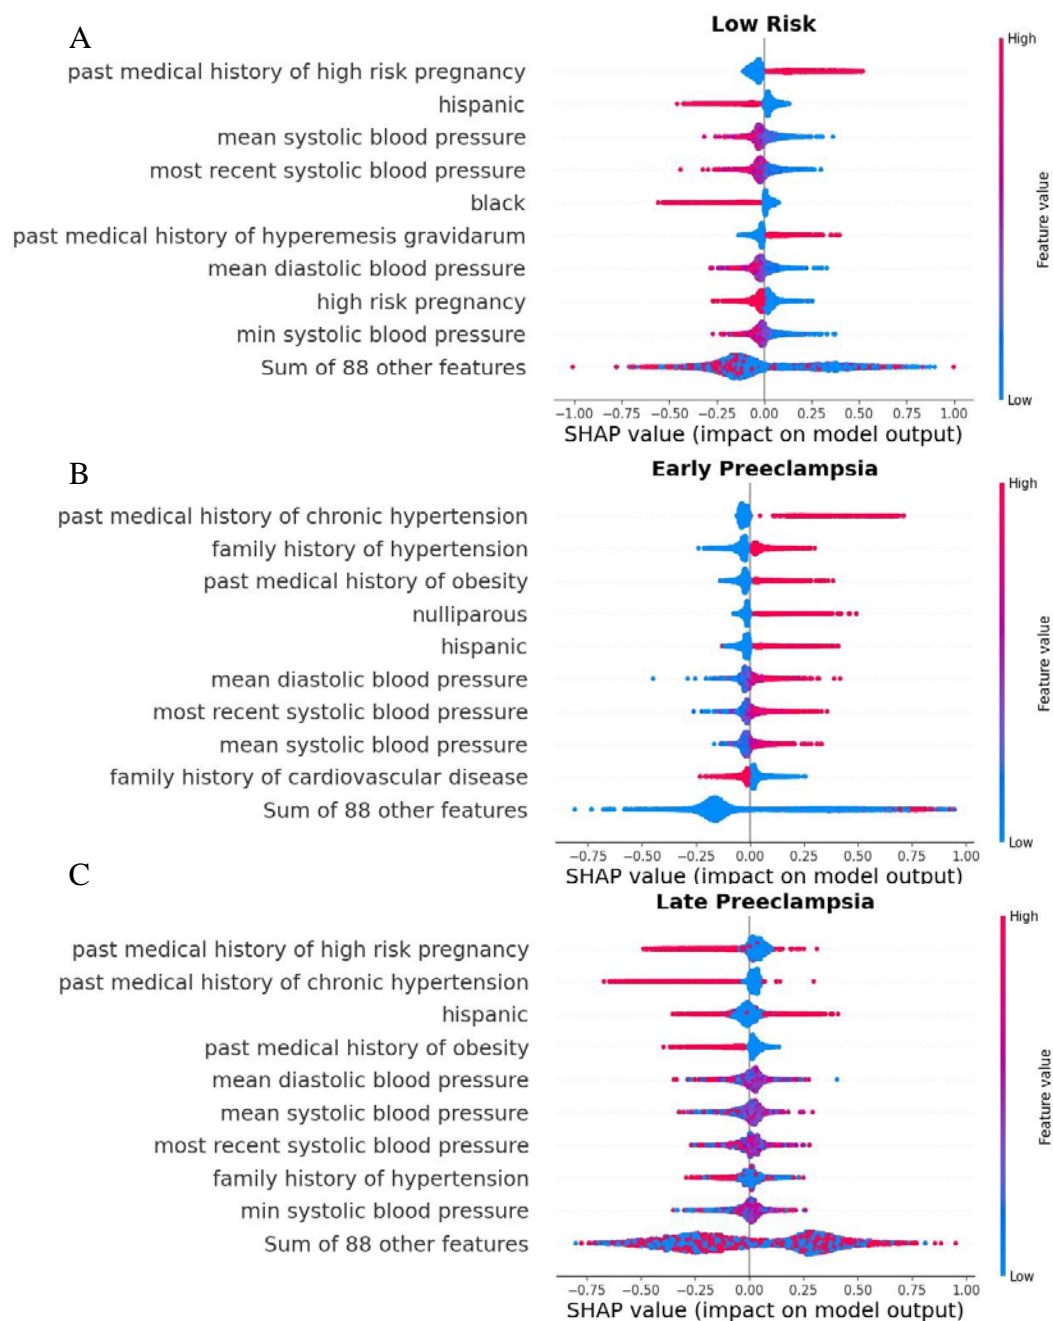 A
Low Risk
High
past medical history of high risk pregnancy
hispanic
mean systolic blood pressure
most recent systolic blood pressure
black
past medical history of hyperemesis gravidarum
mean diastolic blood pressure
high risk pregnancy
min systolic blood pressure
Sum of 88 other features
Feature value
Low
−1.00 −0.75 −0.50 −0.25 0.00 0.25 0.50 0.75 1.00
SHAP value (impact on model output)
B
Early Preeclampsia
High
past medical history of chronic hypertension
family history of hypertension
past medical history of obesity
nulliparous
hispanic
mean diastolic blood pressure
most recent systolic blood pressure
mean systolic blood pressure
family history of cardiovascular disease
Sum of 88 other features
Feature value
Low
−0.75 −0.50 −0.25 0.00 0.25 0.50 0.75 1.00
SHAP value (impact on model output)
C
Late Preeclampsia
High
past medical history of high risk pregnancy
past medical history of chronic hypertension
hispanic
past medical history of obesity
mean diastolic blood pressure
mean systolic blood pressure
most recent systolic blood pressure
family history of hypertension
min systolic blood pressure
Sum of 88 other features
Feature value
Low
−0.75 −0.50 −0.25 0.00 0.25 0.50 0.75 1.00
SHAP value (impact on model output)